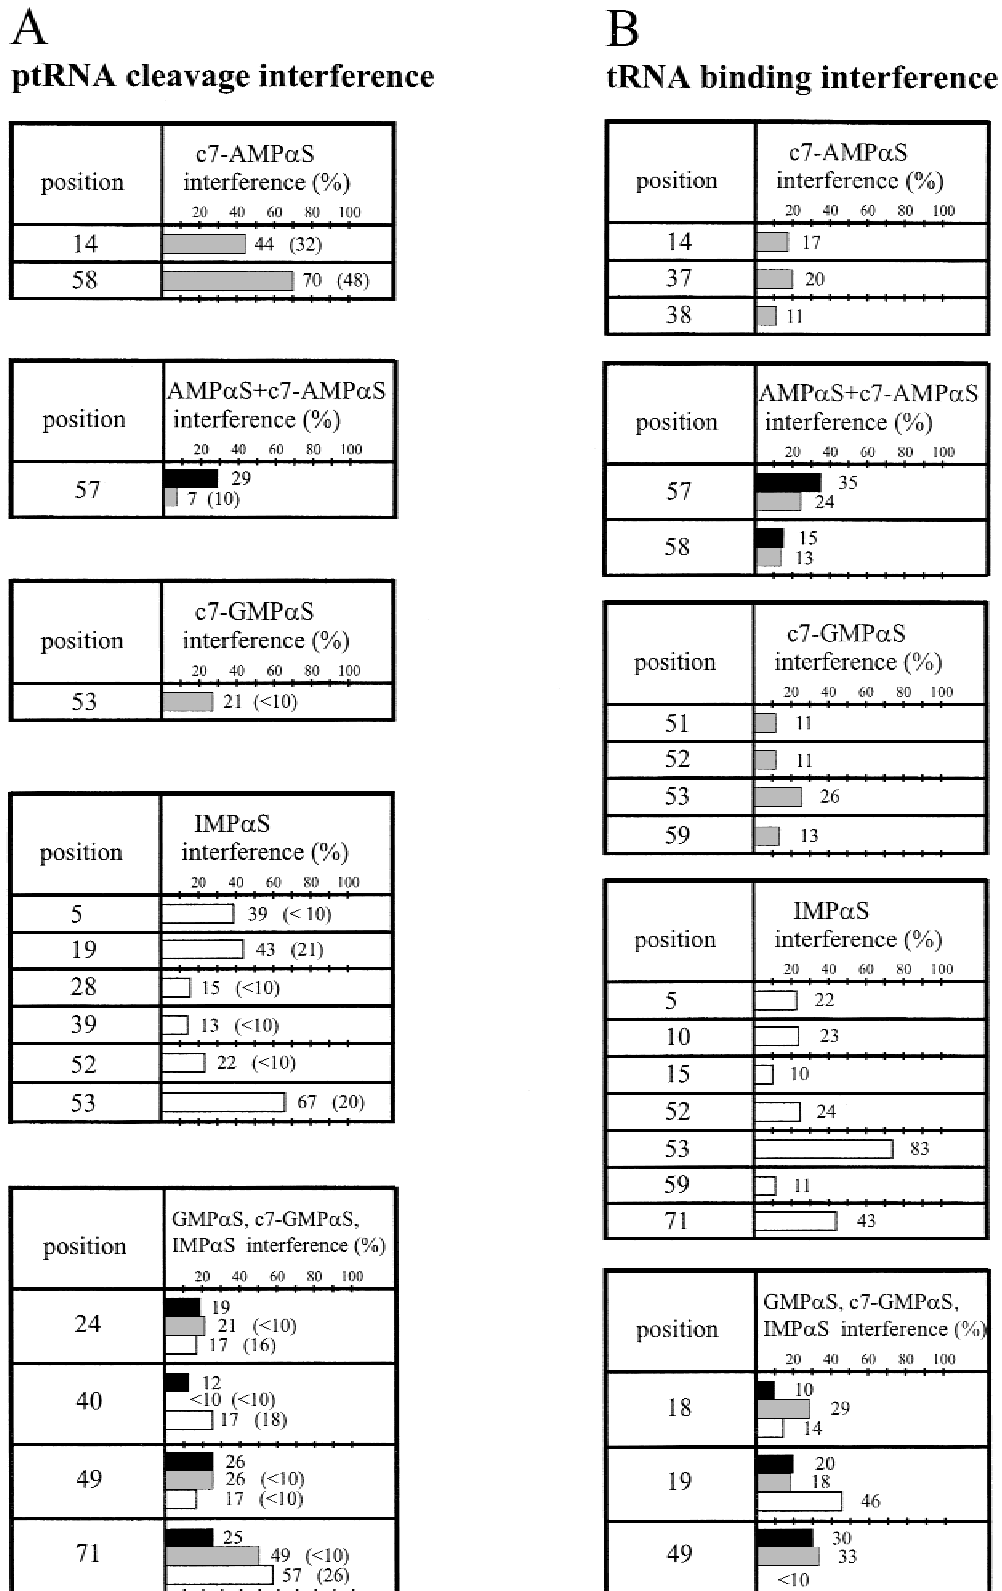 A
ptRNA cleavage interference
c7-AMPαS
position
interference (%)
20 40 60 80 100
14 44 (32)
58 70 (48)
AMPαS+c7-AMPαS
position
interference (%)
20 40 60 80 100
57 29
7 (10)
c7-GMPαS
position
interference (%)
20 40 60 80 100
53 21 (<10)
IMPαS
position
interference (%)
20 40 60 80 100
5 39 (< 10)
19 43 (21)
28 15 (<10)
39 13 (<10)
52 22 (<10)
53 67 (20)
GMPαS, c7-GMPαS,
position
IMPαS interference (%)
20 40 60 80 100
24 19
21 (<10)
17 (16)
40 12
<10 (<10)
17 (18)
49 26
26 (<10)
17 (<10)
71 25
49 (<10)
57 (26)
B
tRNA binding interference
c7-AMPαS
position
interference (%)
20 40 60 80 100
14 17
37 20
38 11
AMPαS+c7-AMPαS
position
interference (%)
20 40 60 80 100
57 35
24
58 15
13
c7-GMPαS
position
interference (%)
20 40 60 80 100
51 11
52 11
53 26
59 13
IMPαS
position
interference (%)
20 40 60 80 100
5 22
10 23
15 10
52 24
53 83
59 11
71 43
GMPαS, c7-GMPαS,
position
IMPαS interference (%)
20 40 60 80 100
18 10
29
14
19 20
18
46
49 30
33
<10